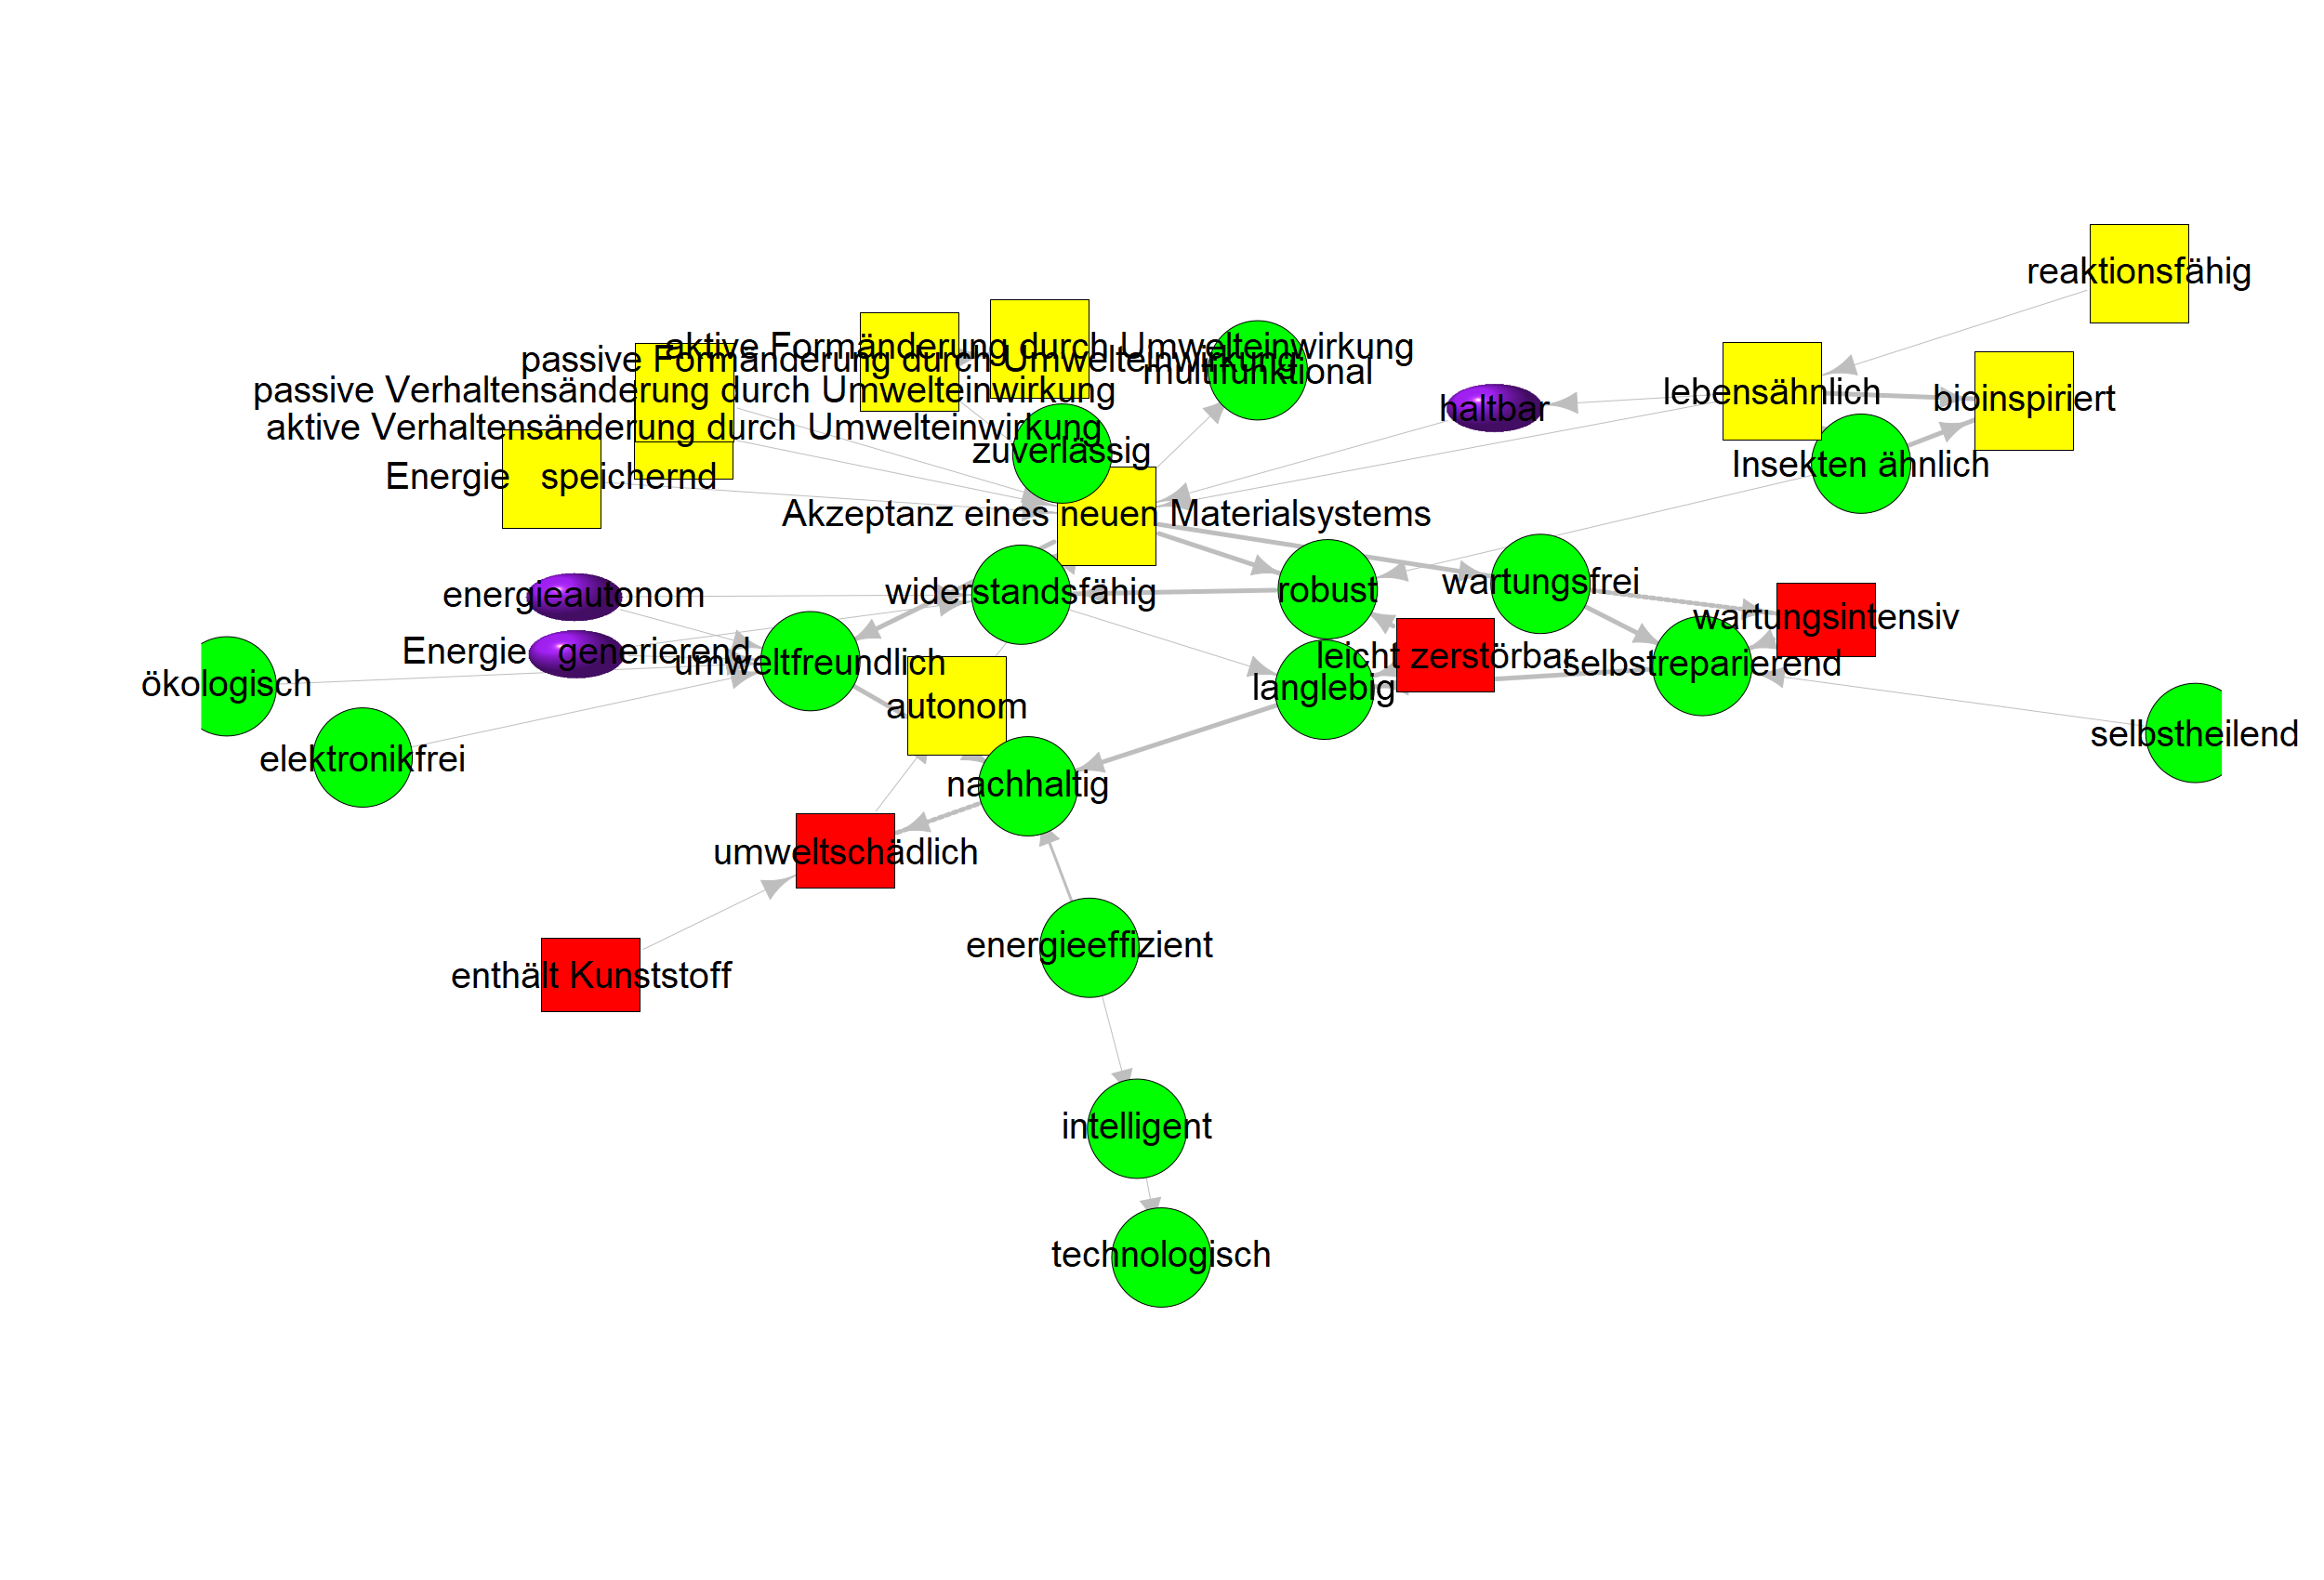 reaktionsfähig
aktive Formänderung durch Umwelteinwirkung
passive Formänderung durch Umwelteinwirkung
multifunktional
passive Verhaltensänderung durch Umwelteinwirkung
lebensähnlich
bioinspiriert
haltbar
aktive Verhaltensänderung durch Umwelteinwirkung
zuverlässig
Insekten ähnlich
Energie speichernd
Akzeptanz eines neuen Materialsystems
energieautonom
widerstandsfähig
robust
wartungsfrei
wartungsintensiv
Energie generierend
umweltfreundlich
leicht zerstörbar
selbstreparierend
ökologisch
langlebig
autonom
selbstheilend
elektronikfrei
nachhaltig
umweltschädlich
energieeffizient
enthält Kunststoff
intelligent
technologisch